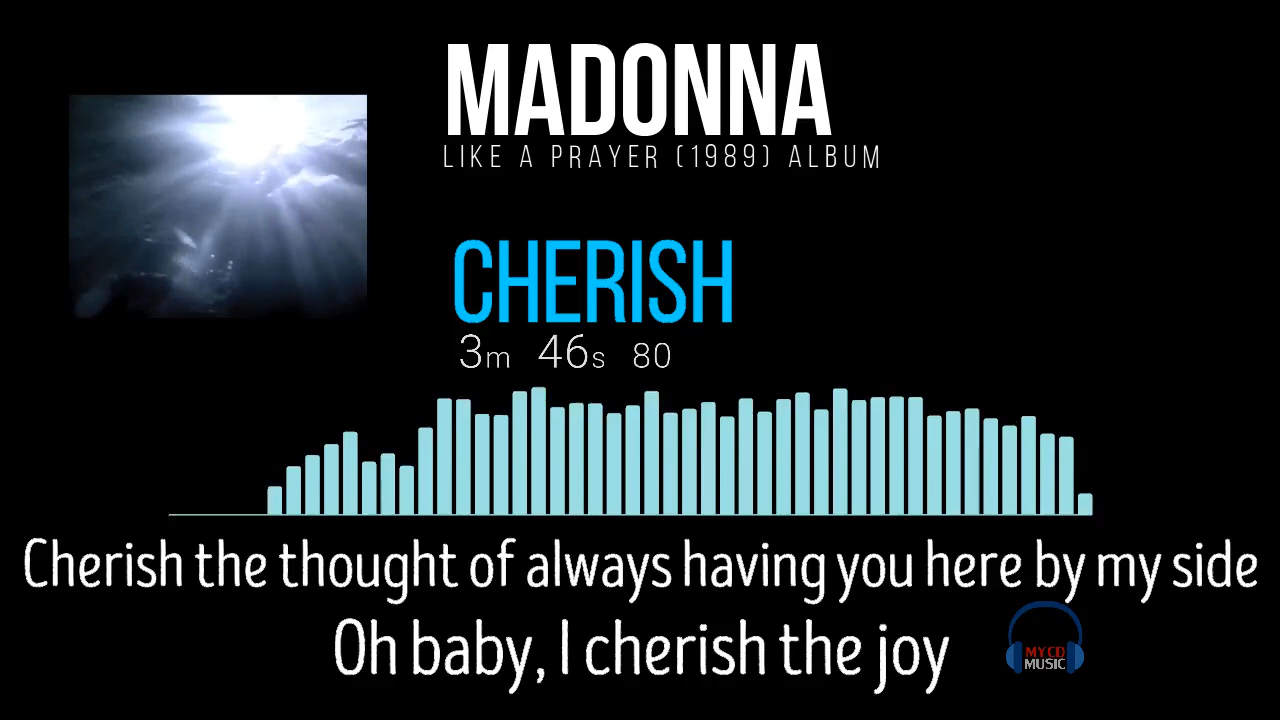 MADONNA
LIKE A PRAYER (1989) ALBUM
CHERISH
3m 46s 80
Cherish the thought of always having you here by my side
Oh baby, I cherish the joy
MY CD
MUSIC